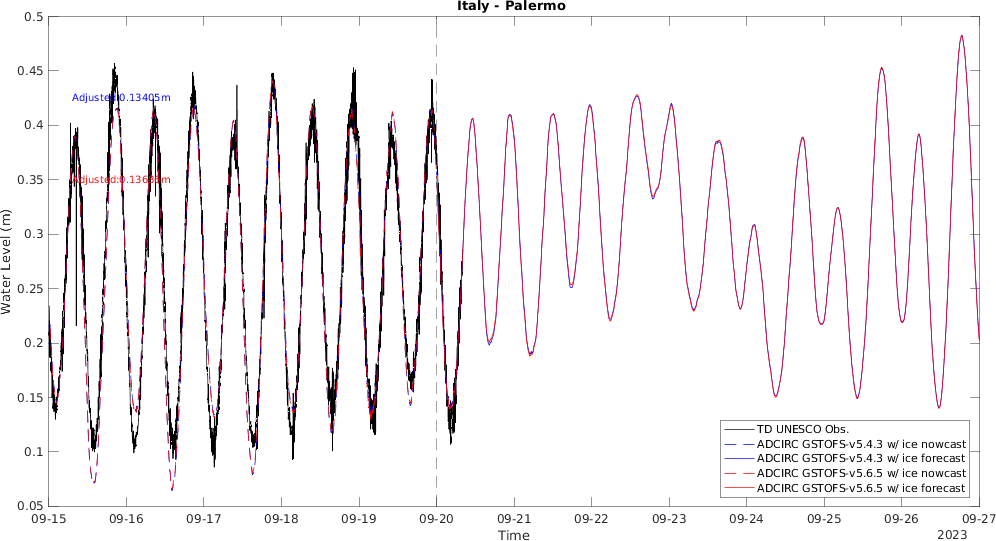 Italy - Palermo
0.5
0.45
0.4
0.35
0.3
0.25
0.2
0.15
0.1
0.05
Water Level (m)
Adjusted:0.13405m
TD UNESCO Obs.
ADCIRC GSTOFS-v5.4.3 w/ ice nowcast
ADCIRC GSTOFS-v5.4.3 w/ ice forecast
ADCIRC GSTOFS-v5.6.5 w/ ice nowcast
ADCIRC GSTOFS-v5.6.5 w/ ice forecast
09-15 09-16 09-17 09-18 09-19 09-20 09-21 09-22 09-23 09-24 09-25 09-26 09-27
Time
2023